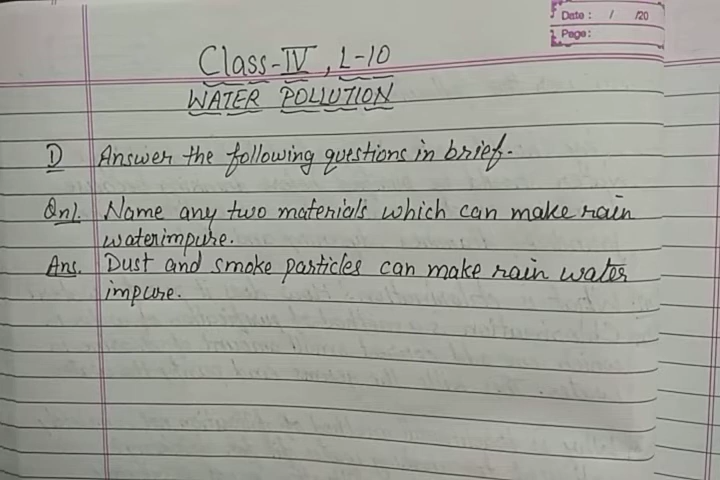 Date : / /20
Page :
Class-IV, L-10
WATER POLLUTION
D Answer the following questions in brief.
Qn1. Name any two materials which can make rain
waterimpure.
Ans. Dust and smoke particles can make rain water
impure.